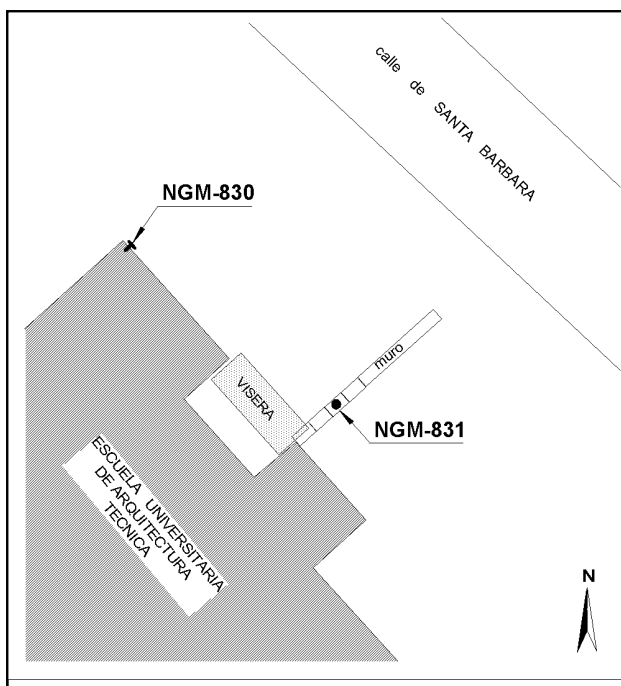 calle de SANTA BARBARA
NGM-830
muro
VISERA
NGM-831
ESCUELA UNIVERSITARIA
DE ARQUITECTURA
TECNICA
N